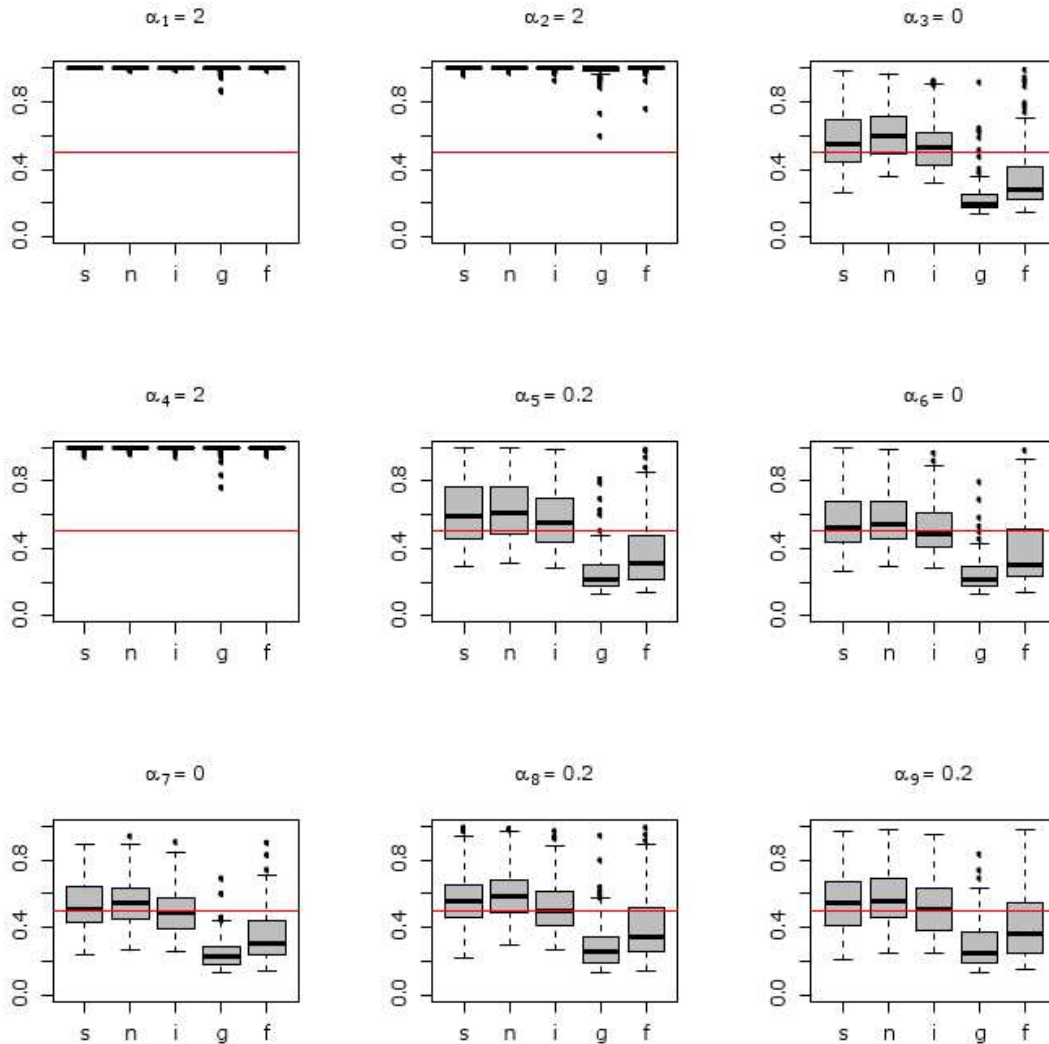 α₁ = 2
α₂ = 2
α₃ = 0
0.0 0.4 0.8
s n i g f
0.0 0.4 0.8
s n i g f
0.0 0.4 0.8
s n i g f
α₄ = 2
α₅ = 0.2
α₆ = 0
0.0 0.4 0.8
s n i g f
0.0 0.4 0.8
s n i g f
0.0 0.4 0.8
s n i g f
α₇ = 0
α₈ = 0.2
α₉ = 0.2
0.0 0.4 0.8
s n i g f
0.0 0.4 0.8
s n i g f
0.0 0.4 0.8
s n i g f